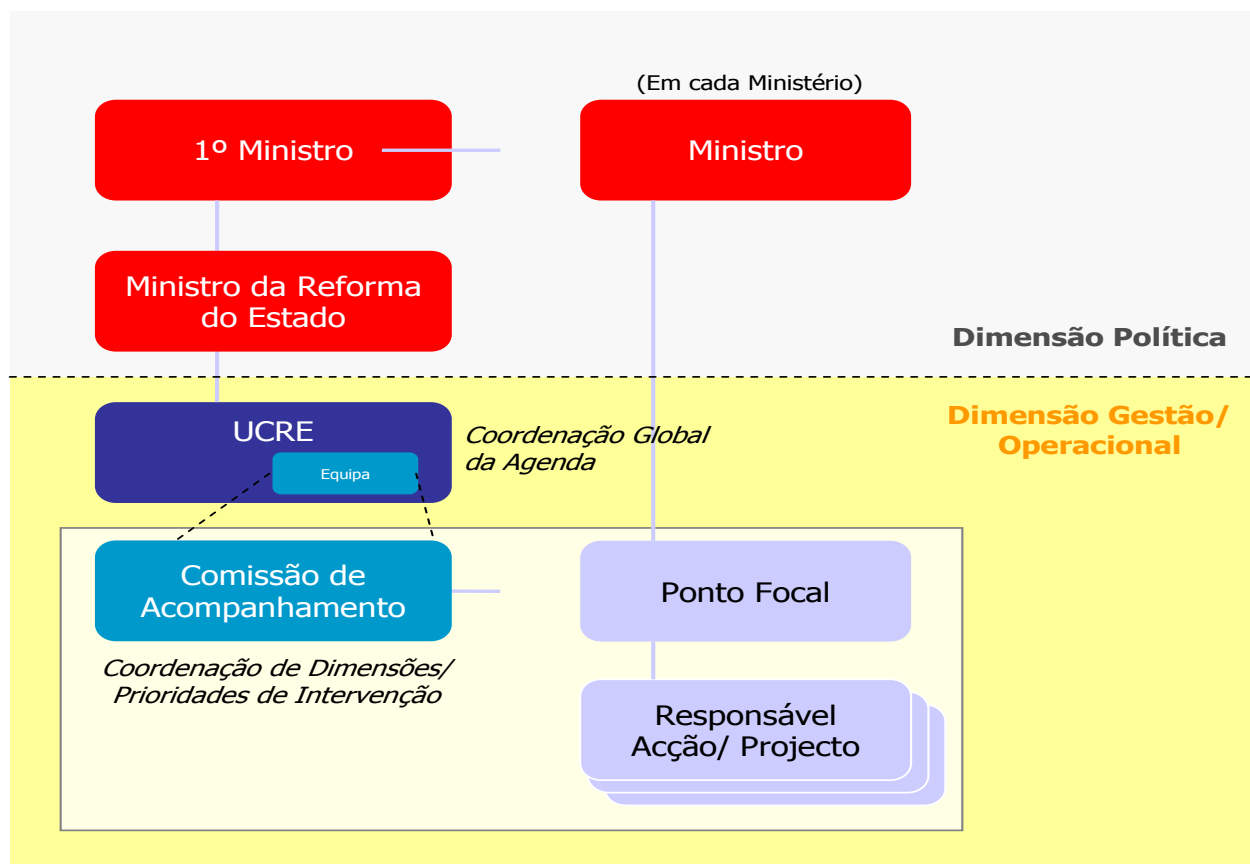 (Em cada Ministério)
1º Ministro
Ministro
Ministro da Reforma
do Estado
Dimensão Política
Dimensão Gestão/
Operacional
UCRE
Equipa
Coordenação Global
da Agenda
Comissão de
Acompanhamento
Ponto Focal
Coordenação de Dimensões/
Prioridades de Intervenção
Responsável
Acção/ Projecto